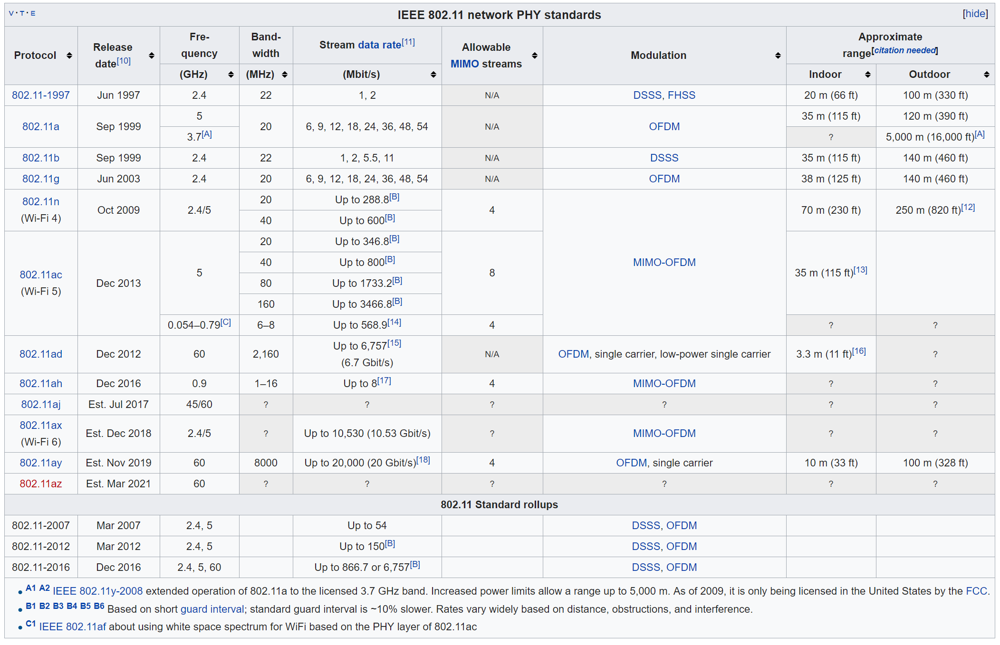 V · T · E IEEE 802.11 network PHY standards [hide]
Protocol Release date[10] Fre-quency Band-width Stream data rate[11] Allowable MIMO streams Modulation Approximate range[citation needed]
(GHz) (MHz) (Mbit/s) Indoor Outdoor
802.11-1997 Jun 1997 2.4 22 1, 2 N/A DSSS, FHSS 20 m (66 ft) 100 m (330 ft)
802.11a Sep 1999 5 20 6, 9, 12, 18, 24, 36, 48, 54 N/A OFDM 35 m (115 ft) 120 m (390 ft)
3.7[A] ? 5,000 m (16,000 ft)[A]
802.11b Sep 1999 2.4 22 1, 2, 5.5, 11 N/A DSSS 35 m (115 ft) 140 m (460 ft)
802.11g Jun 2003 2.4 20 6, 9, 12, 18, 24, 36, 48, 54 N/A OFDM 38 m (125 ft) 140 m (460 ft)
802.11n (Wi-Fi 4) Oct 2009 2.4/5 20 Up to 288.8[B] 4 MIMO-OFDM 70 m (230 ft) 250 m (820 ft)[12]
40 Up to 600[B]
802.11ac (Wi-Fi 5) Dec 2013 5 20 Up to 346.8[B] 8 35 m (115 ft)[13]
40 Up to 800[B]
80 Up to 1733.2[B]
160 Up to 3466.8[B]
0.054–0.79[C] 6–8 Up to 568.9[14] 4 ? ?
802.11ad Dec 2012 60 2,160 Up to 6,757[15] (6.7 Gbit/s) N/A OFDM, single carrier, low-power single carrier 3.3 m (11 ft)[16] ?
802.11ah Dec 2016 0.9 1–16 Up to 8[17] 4 MIMO-OFDM ? ?
802.11aj Est. Jul 2017 45/60 ? ? ? ? ? ?
802.11ax (Wi-Fi 6) Est. Dec 2018 2.4/5 ? Up to 10,530 (10.53 Gbit/s) ? MIMO-OFDM ? ?
802.11ay Est. Nov 2019 60 8000 Up to 20,000 (20 Gbit/s)[18] 4 OFDM, single carrier 10 m (33 ft) 100 m (328 ft)
802.11az Est. Mar 2021 60 ? ? ? ? ? ?
802.11 Standard rollups
802.11-2007 Mar 2007 2.4, 5 Up to 54 DSSS, OFDM
802.11-2012 Mar 2012 2.4, 5 Up to 150[B] DSSS, OFDM
802.11-2016 Dec 2016 2.4, 5, 60 Up to 866.7 or 6,757[B] DSSS, OFDM
• A1 A2 IEEE 802.11y-2008 extended operation of 802.11a to the licensed 3.7 GHz band. Increased power limits allow a range up to 5,000 m. As of 2009, it is only being licensed in the United States by the FCC.
• B1 B2 B3 B4 B5 B6 Based on short guard interval; standard guard interval is ~10% slower. Rates vary widely based on distance, obstructions, and interference.
• C1 IEEE 802.11af about using white space spectrum for WiFi based on the PHY layer of 802.11ac